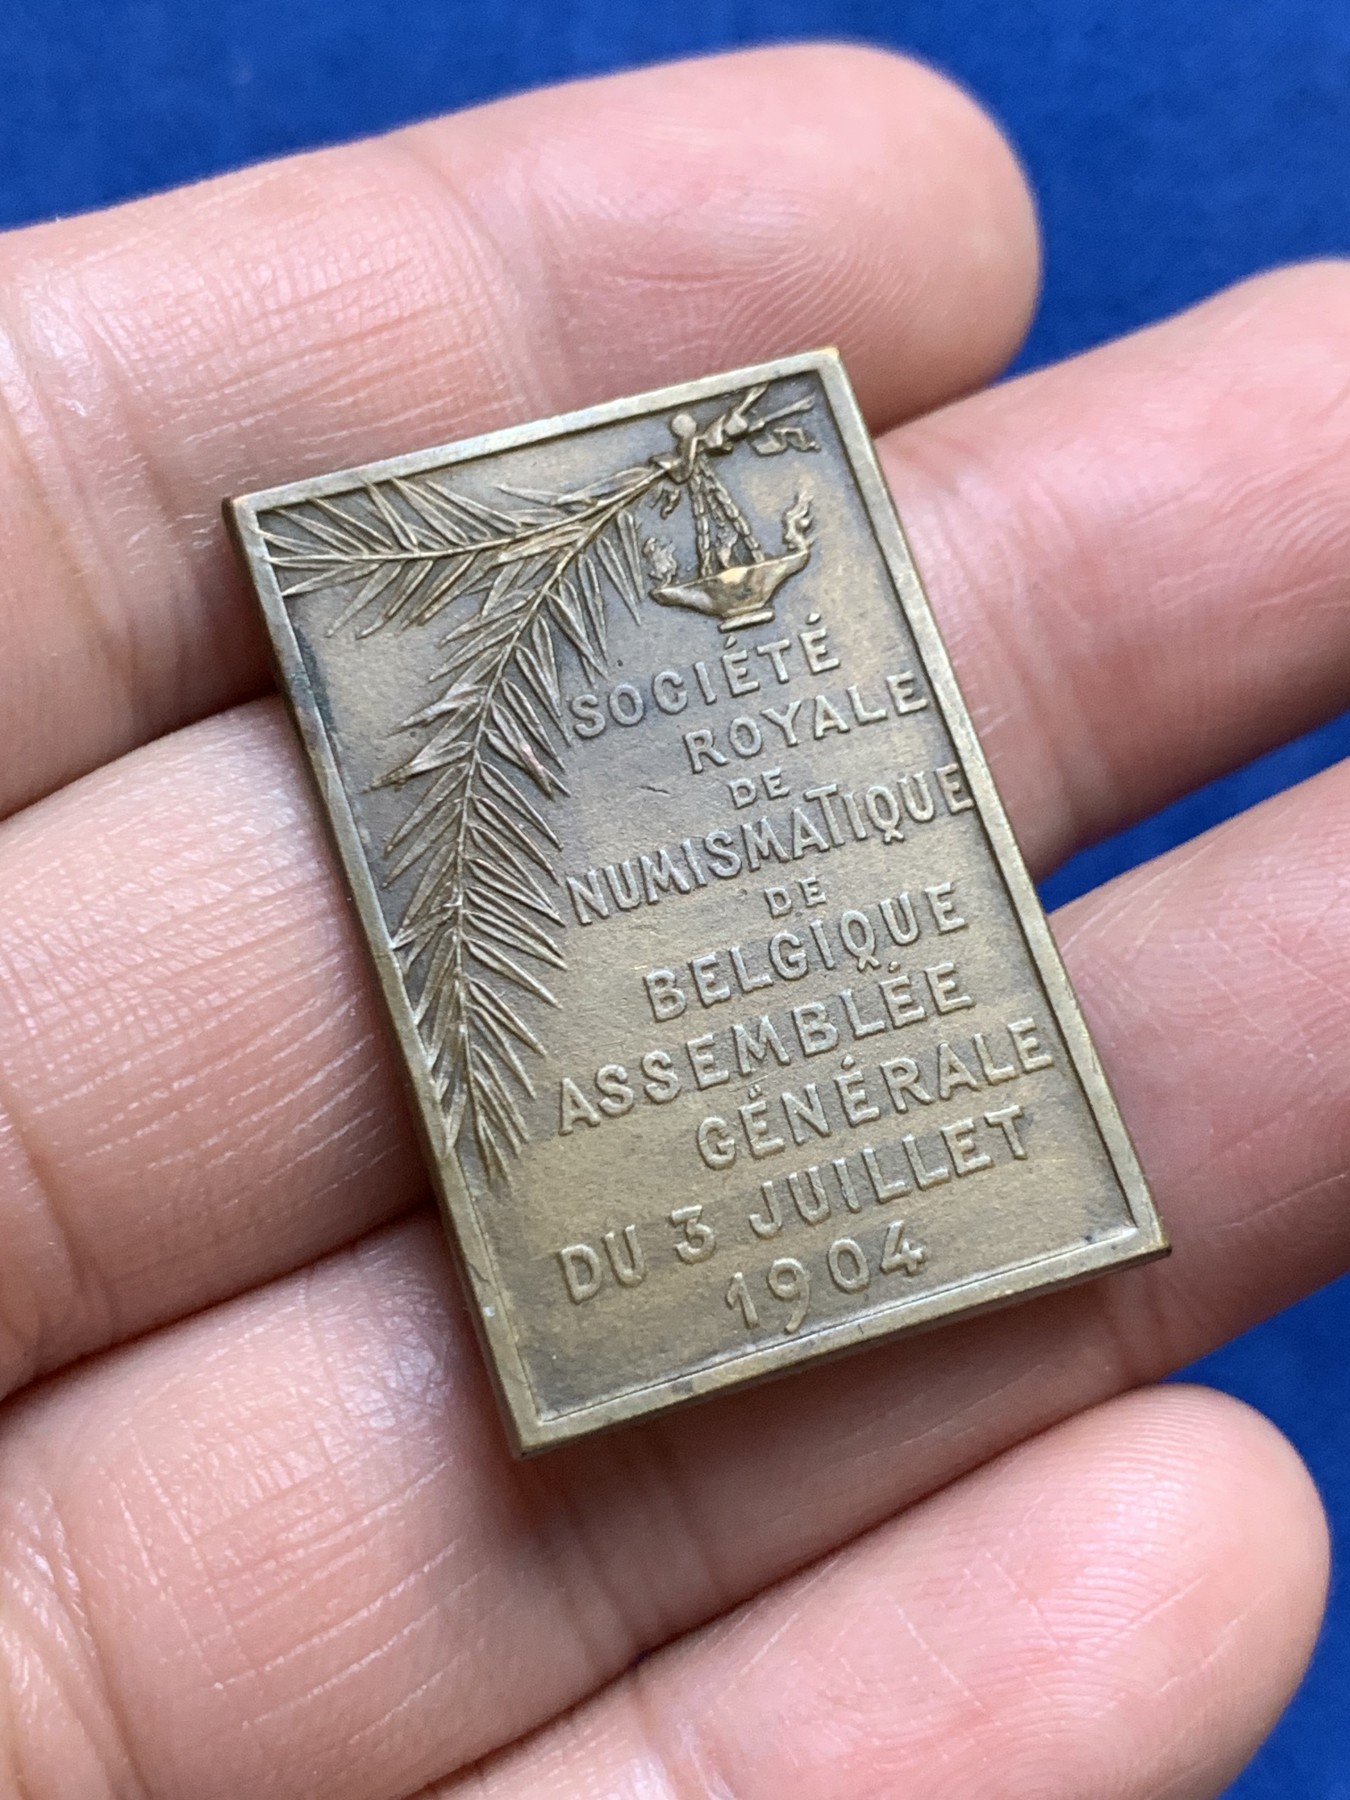 SOCIÉTÉ
ROYALE
DE
NUMISMATIQUE
DE
BELGIQUE
ASSEMBLÉE
GÉNÉRALE
DU 3 JUILLET
1904